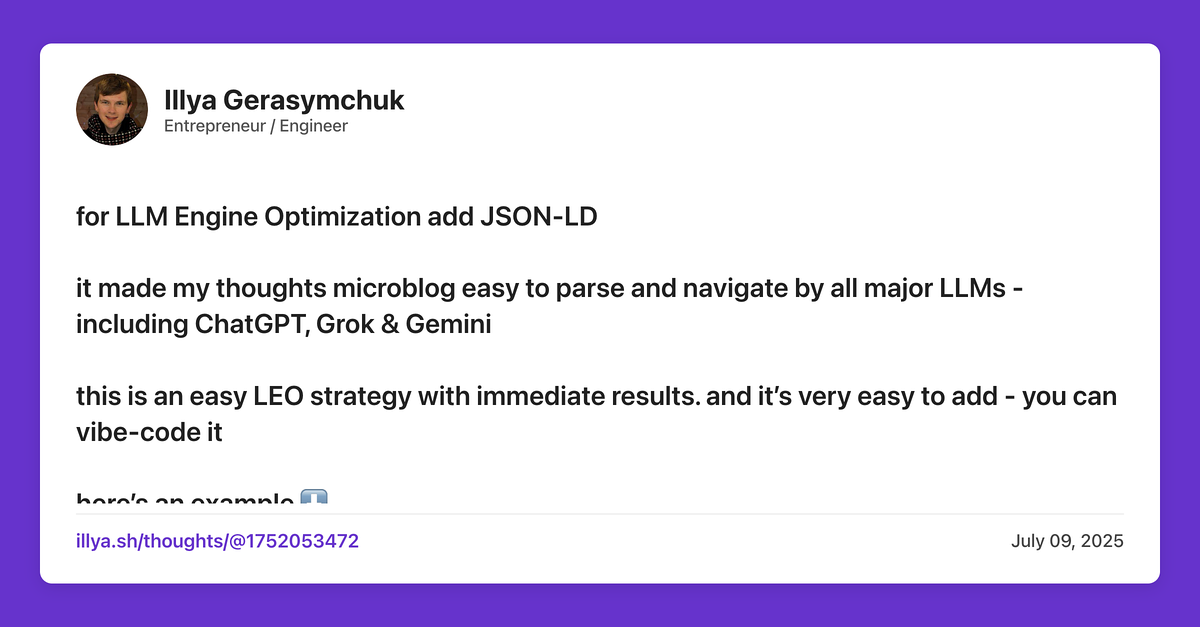 Illya Gerasymchuk
Entrepreneur / Engineer
for LLM Engine Optimization add JSON-LD
it made my thoughts microblog easy to parse and navigate by all major LLMs -
including ChatGPT, Grok & Gemini
this is an easy LEO strategy with immediate results. and it’s very easy to add - you can
vibe-code it
here’s an example ⬇️
illya.sh/thoughts/@1752053472
July 09, 2025